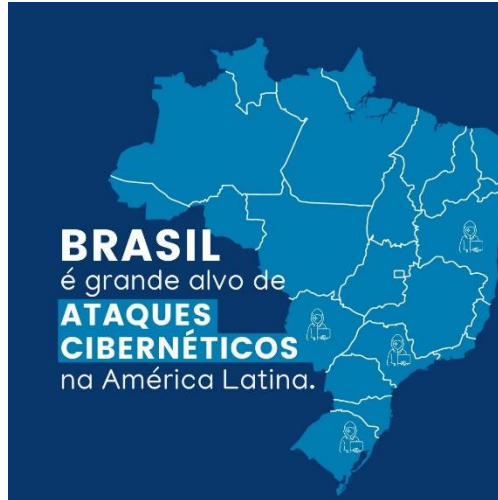 BRASIL
é grande alvo de
ATAQUES
CIBERNÉTICOS
na América Latina.